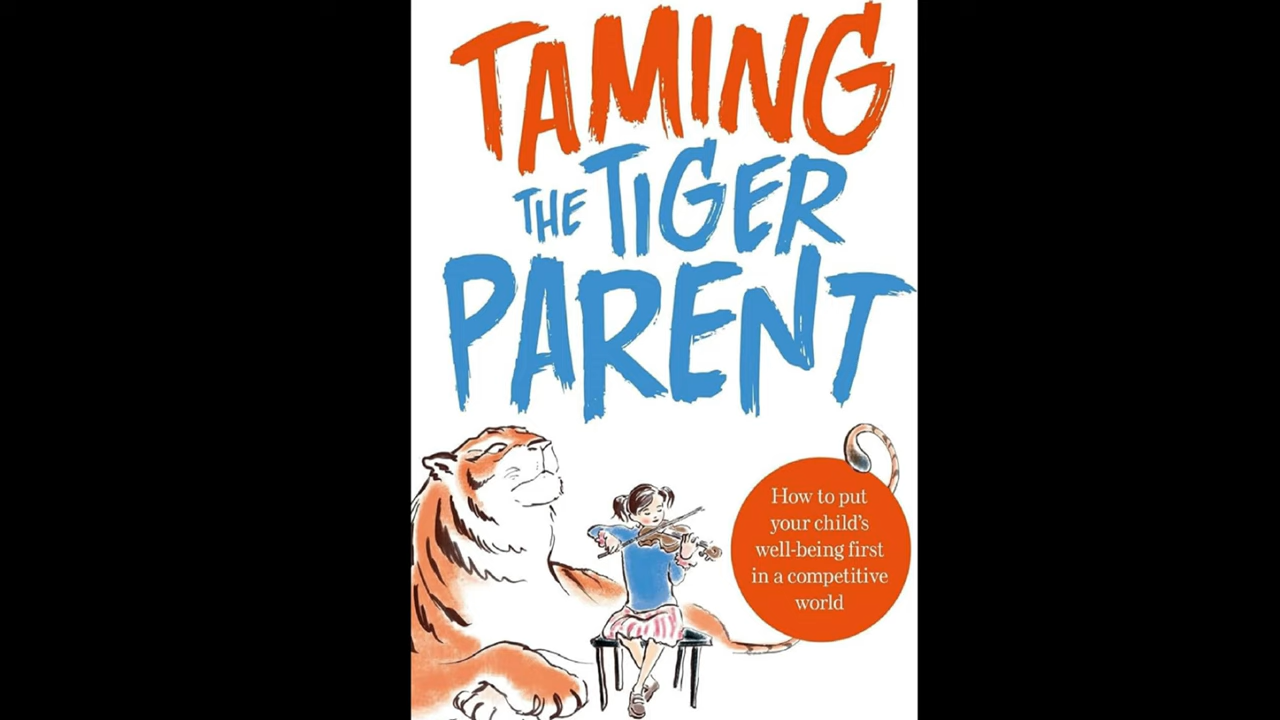 TAMING
THE TIGER
PARENT
How to put
your child's
well-being first
in a competitive
world